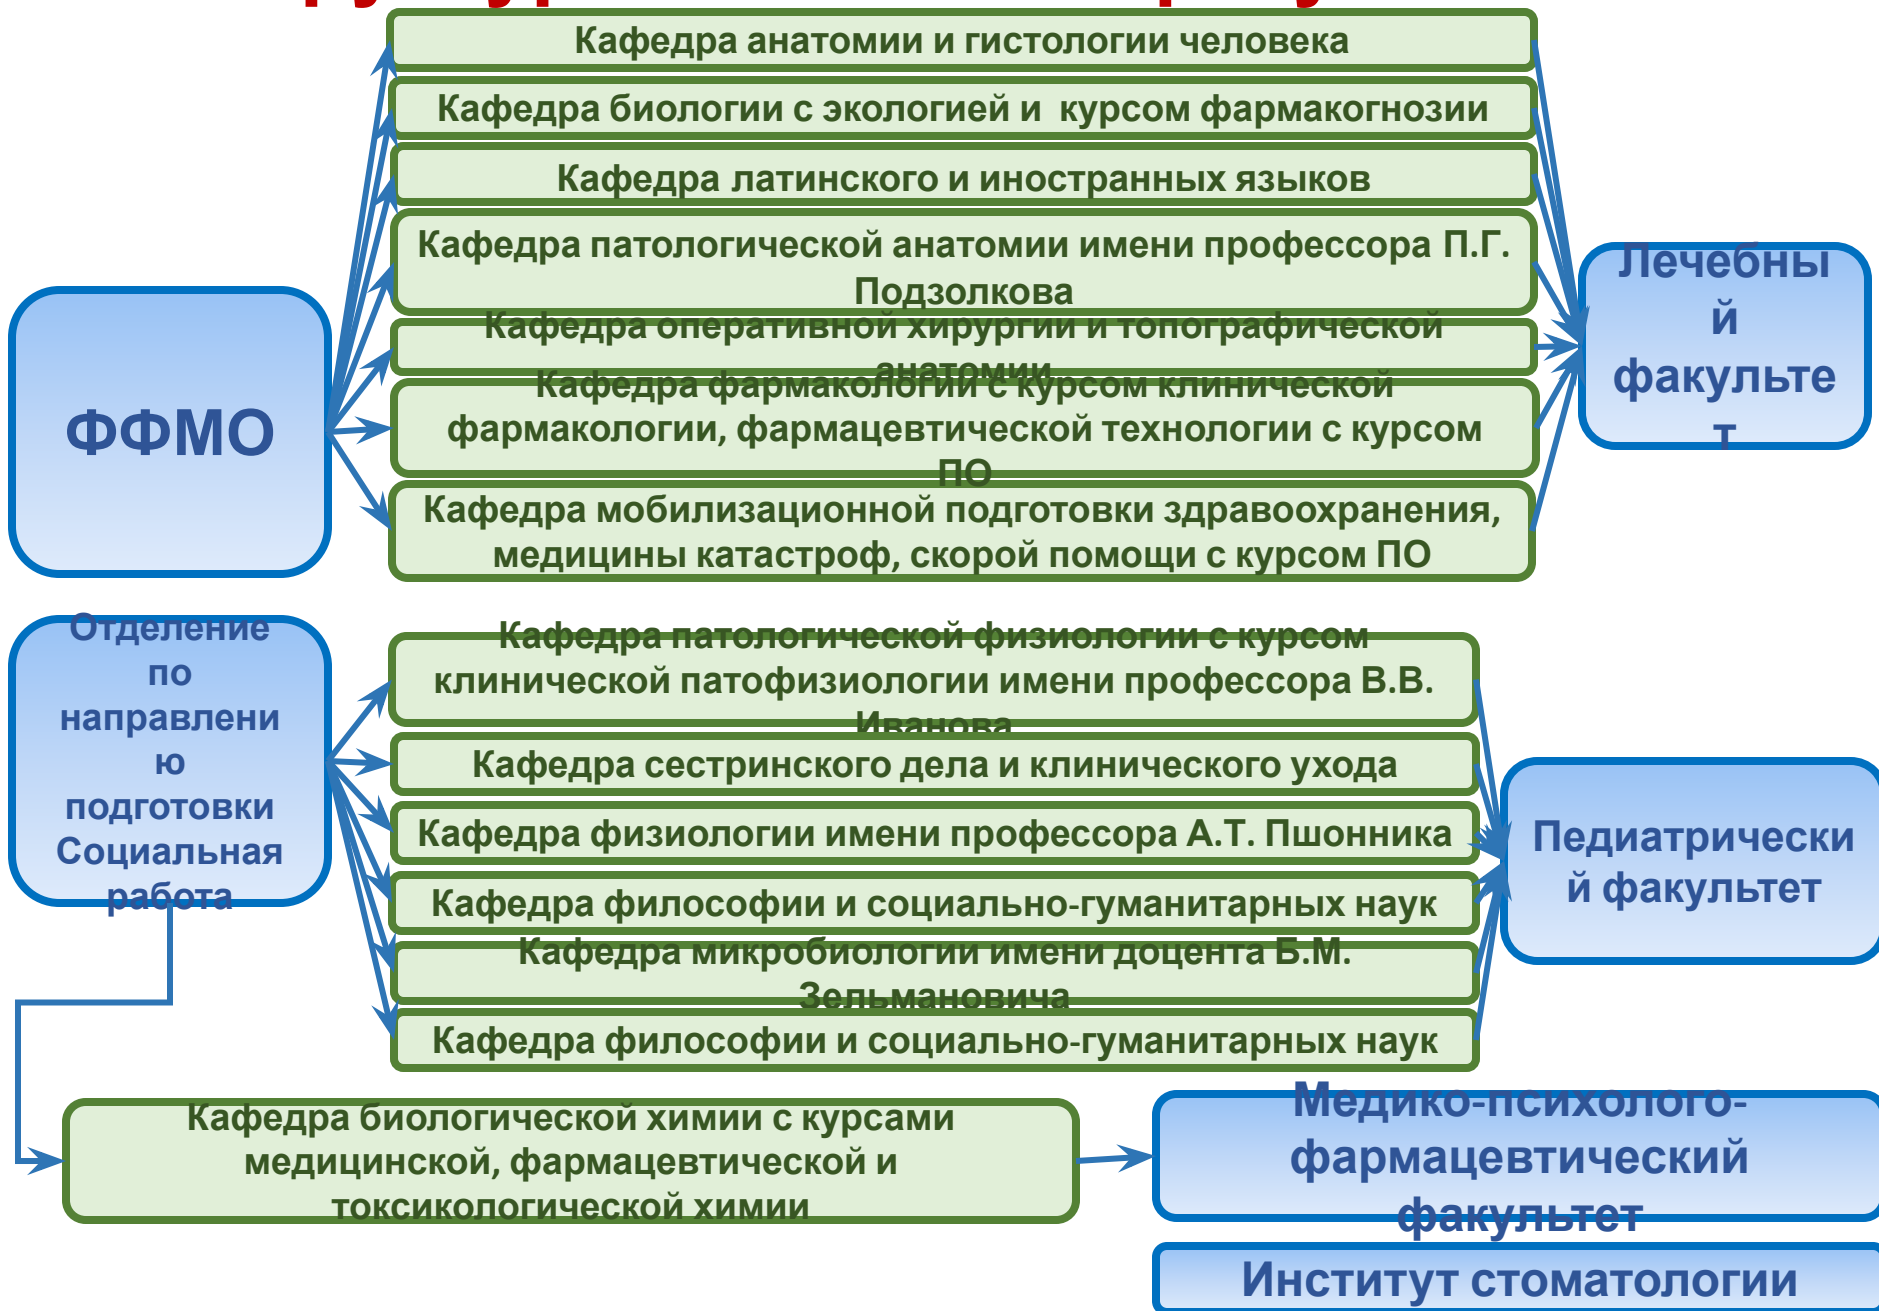 Кафедра анатомии и гистологии человека
Кафедра биологии с экологией и курсом фармакогнозии
Кафедра латинского и иностранных языков
Кафедра патологической анатомии имени профессора П.Г.
Подзолкова
Кафедра оперативной хирургии и топографической
анатомии
Кафедра фармакологии с курсом клинической
фармакологии, фармацевтической технологии с курсом
ПО
Кафедра мобилизационной подготовки здравоохранения,
медицины катастроф, скорой помощи с курсом ПО
ФФМО
Лечебны
й
факульте
т
Отделение
по
направлени
ю
подготовки
Социальная
работа
Кафедра патологической физиологии с курсом
клинической патофизиологии имени профессора В.В.
Иванова
Кафедра сестринского дела и клинического ухода
Кафедра физиологии имени профессора А.Т. Пшонника
Кафедра философии и социально-гуманитарных наук
Кафедра микробиологии имени доцента Б.М.
Зельмановича
Кафедра философии и социально-гуманитарных наук
Педиатрически
й факультет
Кафедра биологической химии с курсами
медицинской, фармацевтической и
токсикологической химии
Медико-психолого-
фармацевтический
факультет
Институт стоматологии